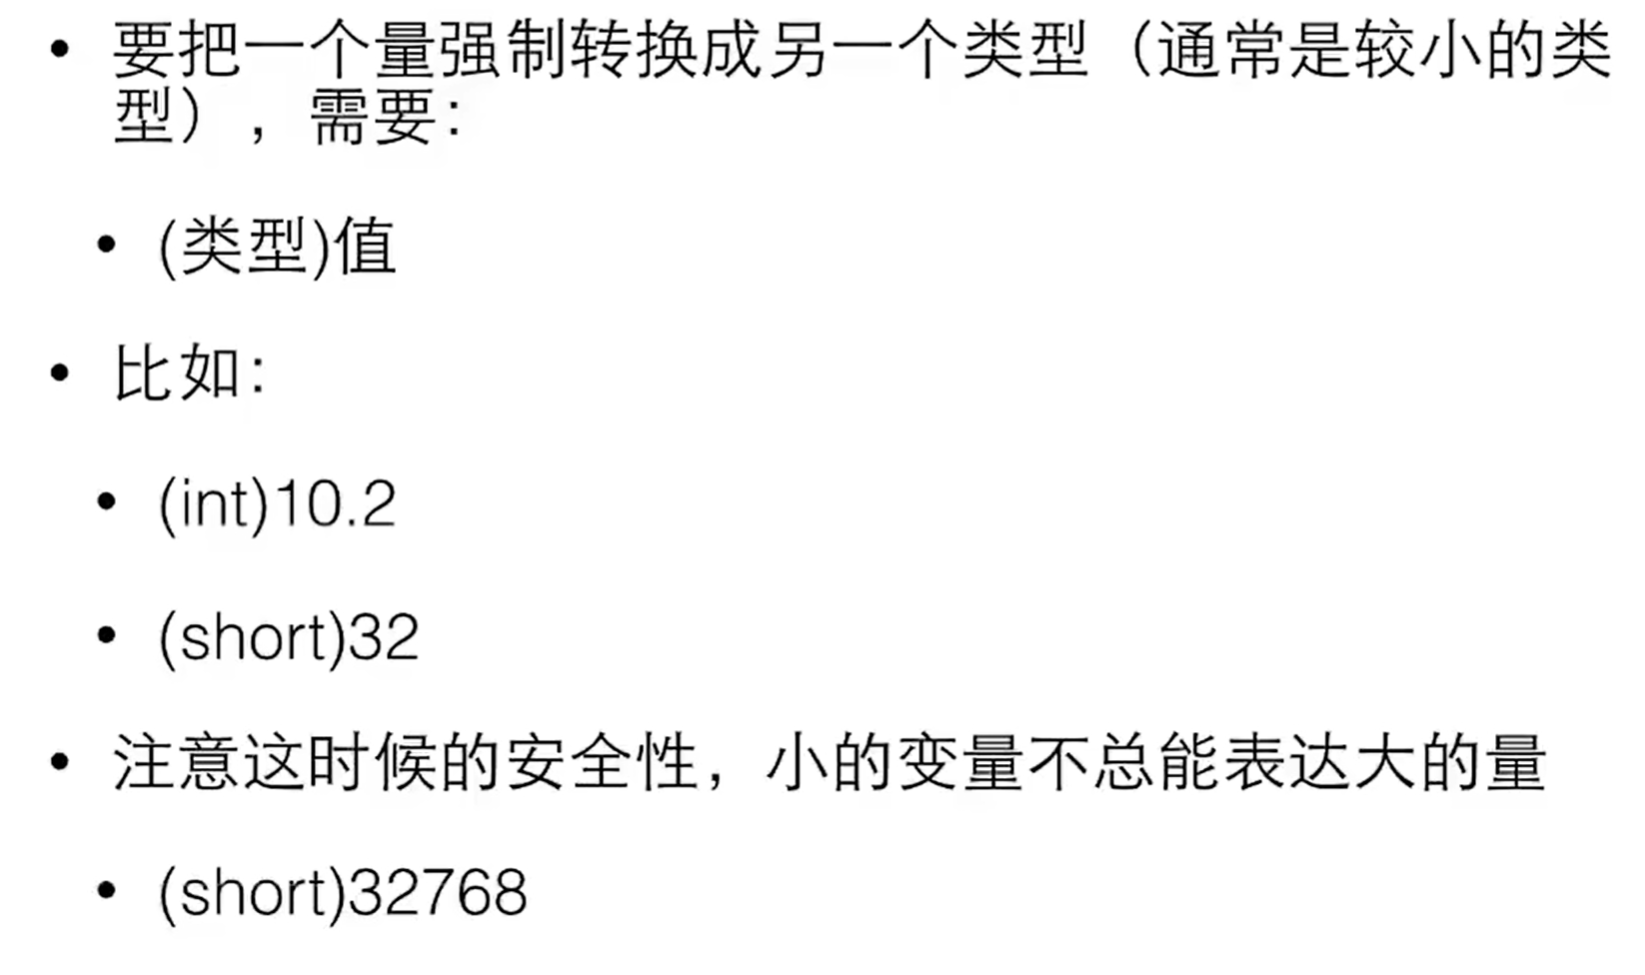 • 要把一个量强制转换成另一个类型（通常是较小的类
型），需要：
• (类型)值
• 比如：
• (int)10.2
• (short)32
• 注意这时候的安全性，小的变量不总能表达大的量
• (short)32768